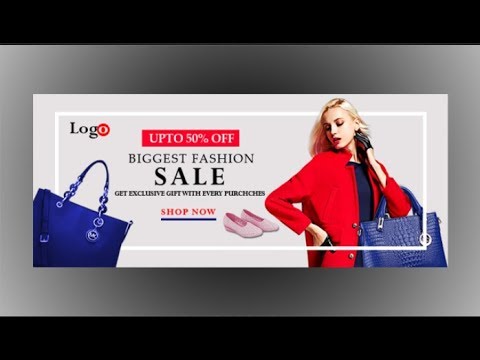 Logo
UPTO 50% OFF
BIGGEST FASHION
SALE
GET EXCLUSIVE GIFT WITH EVERY PURCHCHES
SHOP NOW